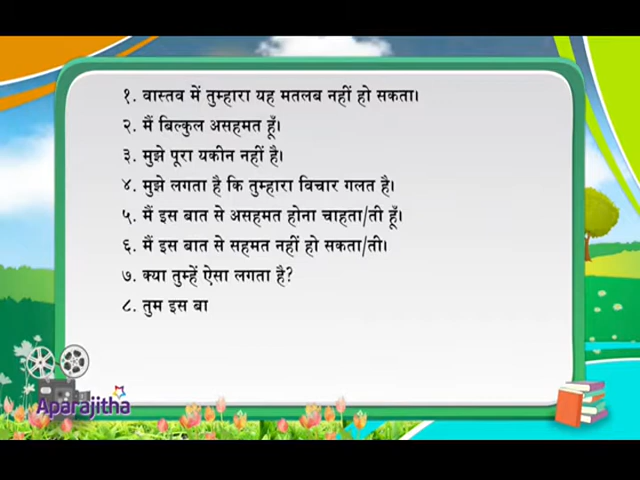 १. वास्तव में तुम्हारा यह मतलब नहीं हो सकता।
२. मैं बिल्कुल असहमत हूँ।
३. मुझे पूरा यकीन नहीं है।
४. मुझे लगता है कि तुम्हारा विचार गलत है।
५. मैं इस बात से असहमत होना चाहता/ती हूँ।
६. मैं इस बात से सहमत नहीं हो सकता/ती।
७. क्या तुम्हें ऐसा लगता है?
८. तुम इस बा
Aparajitha